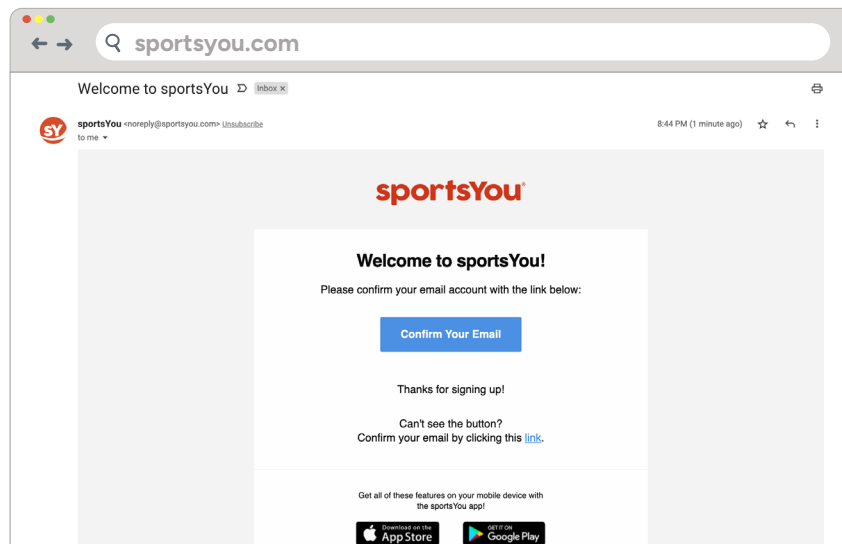 sportsyou.com
Welcome to sportsYou Inbox ×
SY
sportsYou <noreply@sportsyou.com> Unsubscribe 8:44 PM (1 minute ago)
to me
sportsYou®
Welcome to sportsYou!
Please confirm your email account with the link below:
Confirm Your Email
Thanks for signing up!
Can't see the button?
Confirm your email by clicking this link.
Get all of these features on your mobile device with
the sportsYou app!
Download on the
App Store
GET IT ON
Google Play